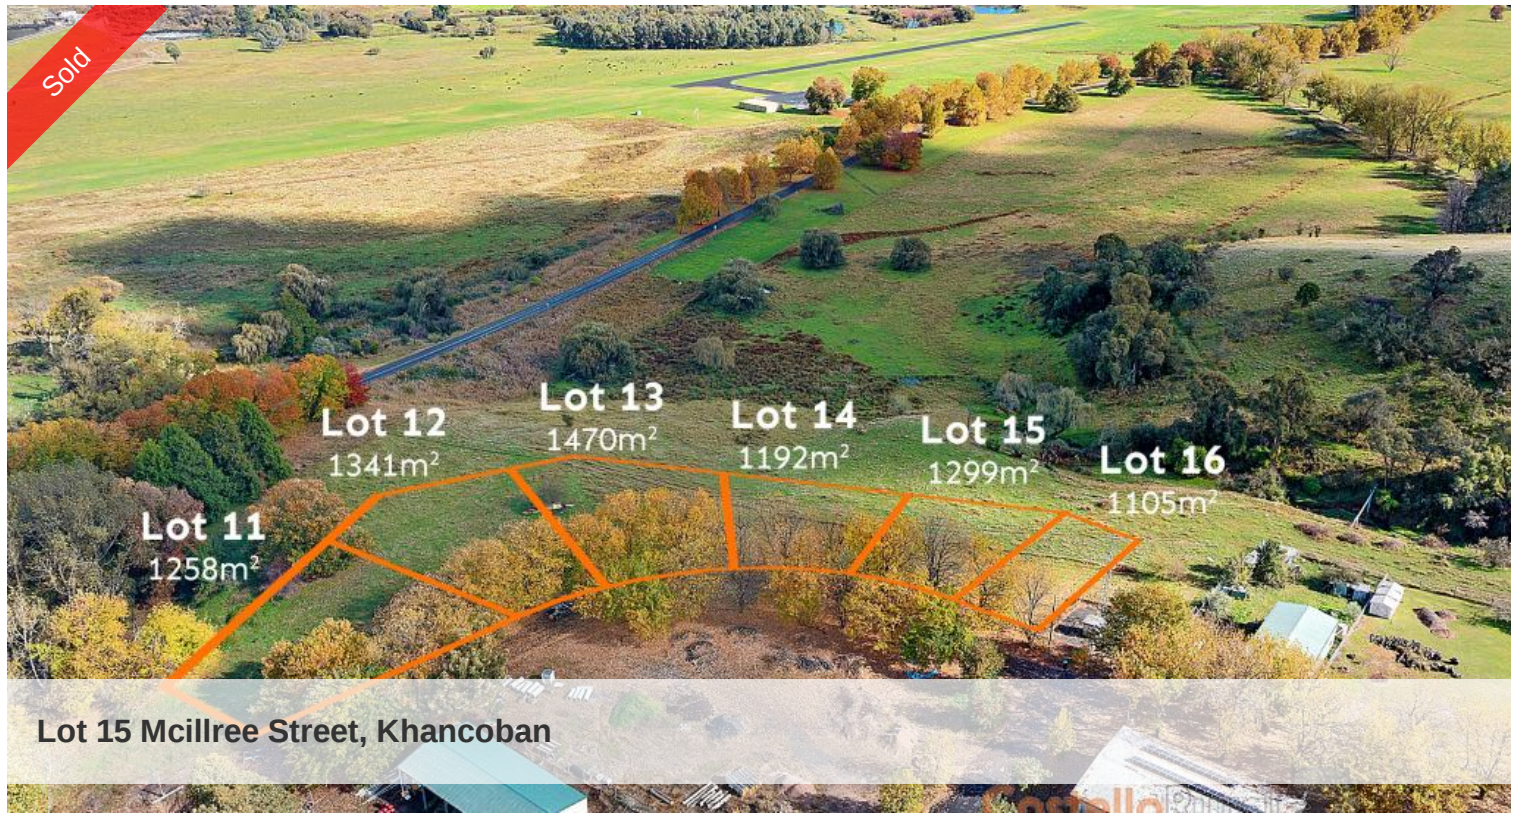 Sold
Lot 13
1470m²
Lot 12
1341m²
Lot 14
1192m²
Lot 15
1299m²
Lot 16
1105m²
Lot 11
1258m²
Lot 15 Mcillree Street, Khancoban
Costello